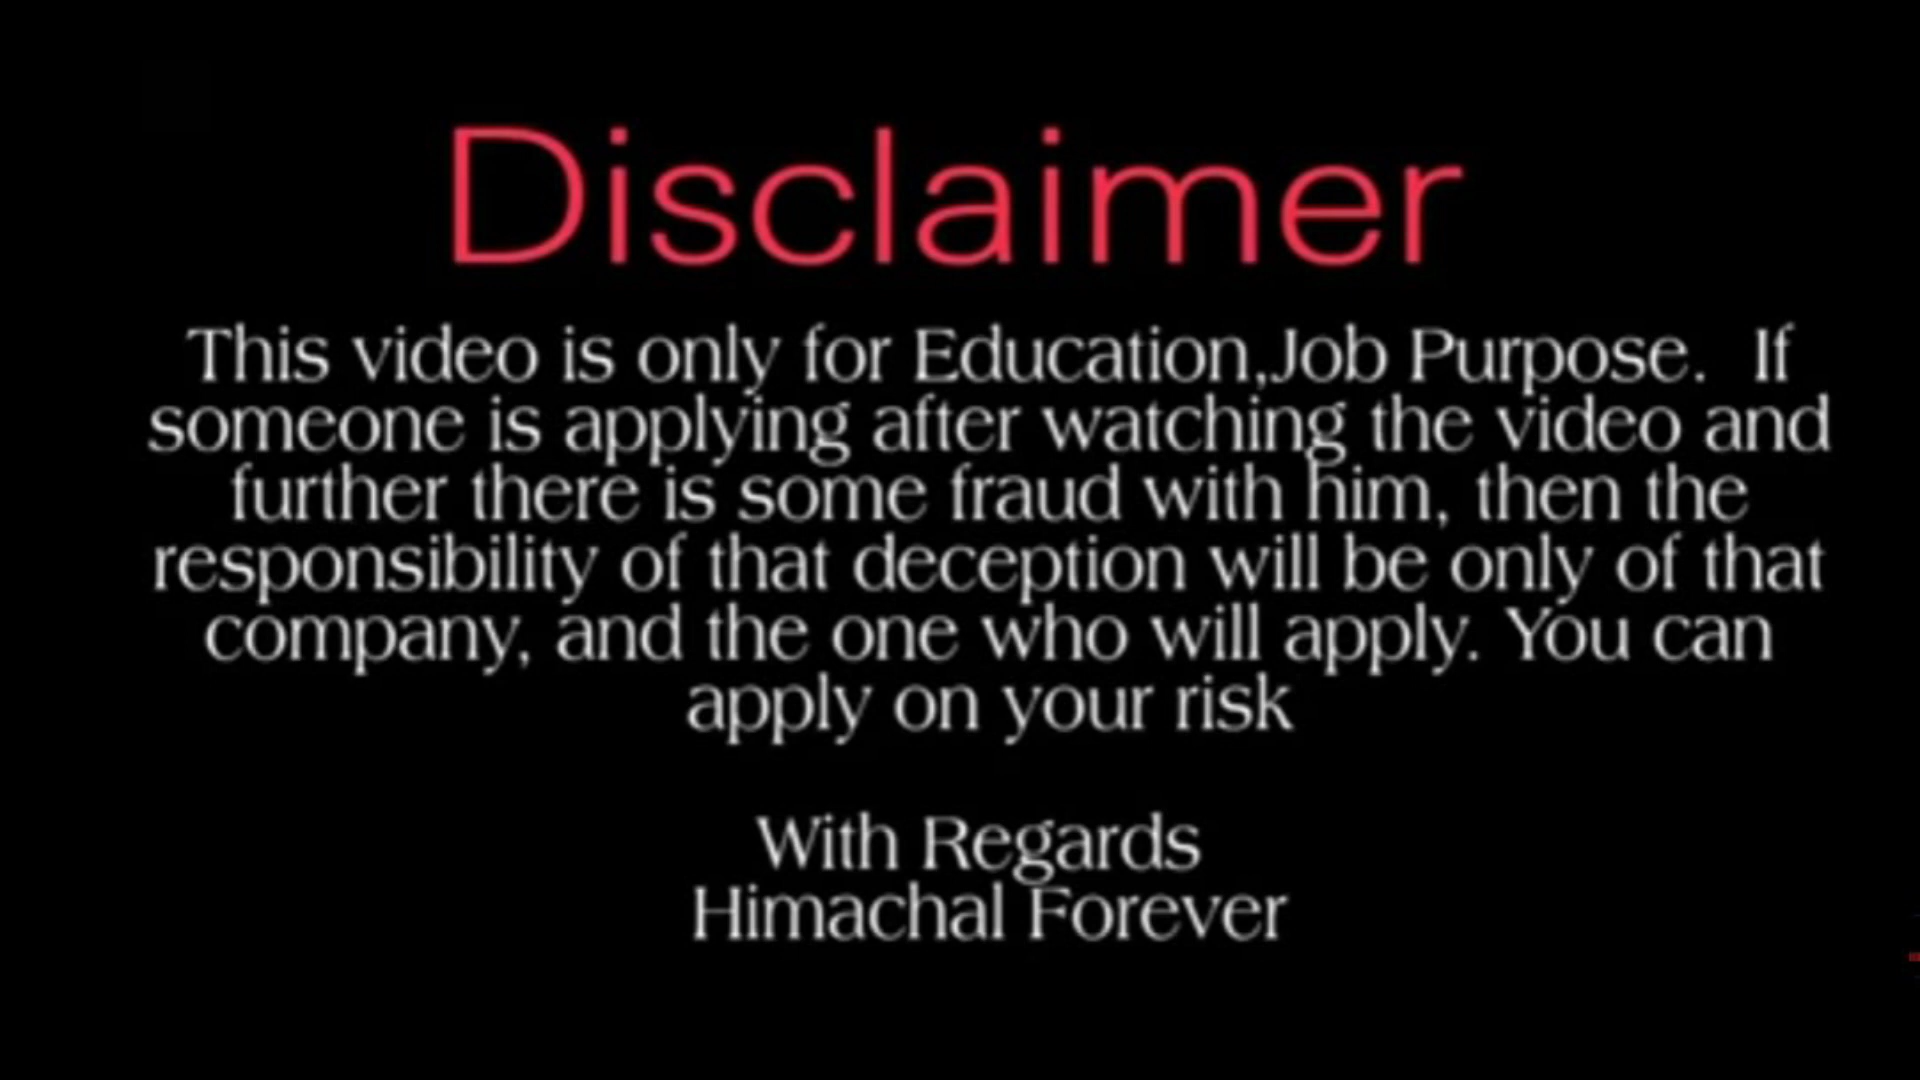 Disclaimer
This video is only for Education,Job Purpose.  If
someone is applying after watching the video and
further there is some fraud with him, then the
responsibility of that deception will be only of that
company, and the one who will apply. You can
apply on your risk
With Regards
Himachal Forever